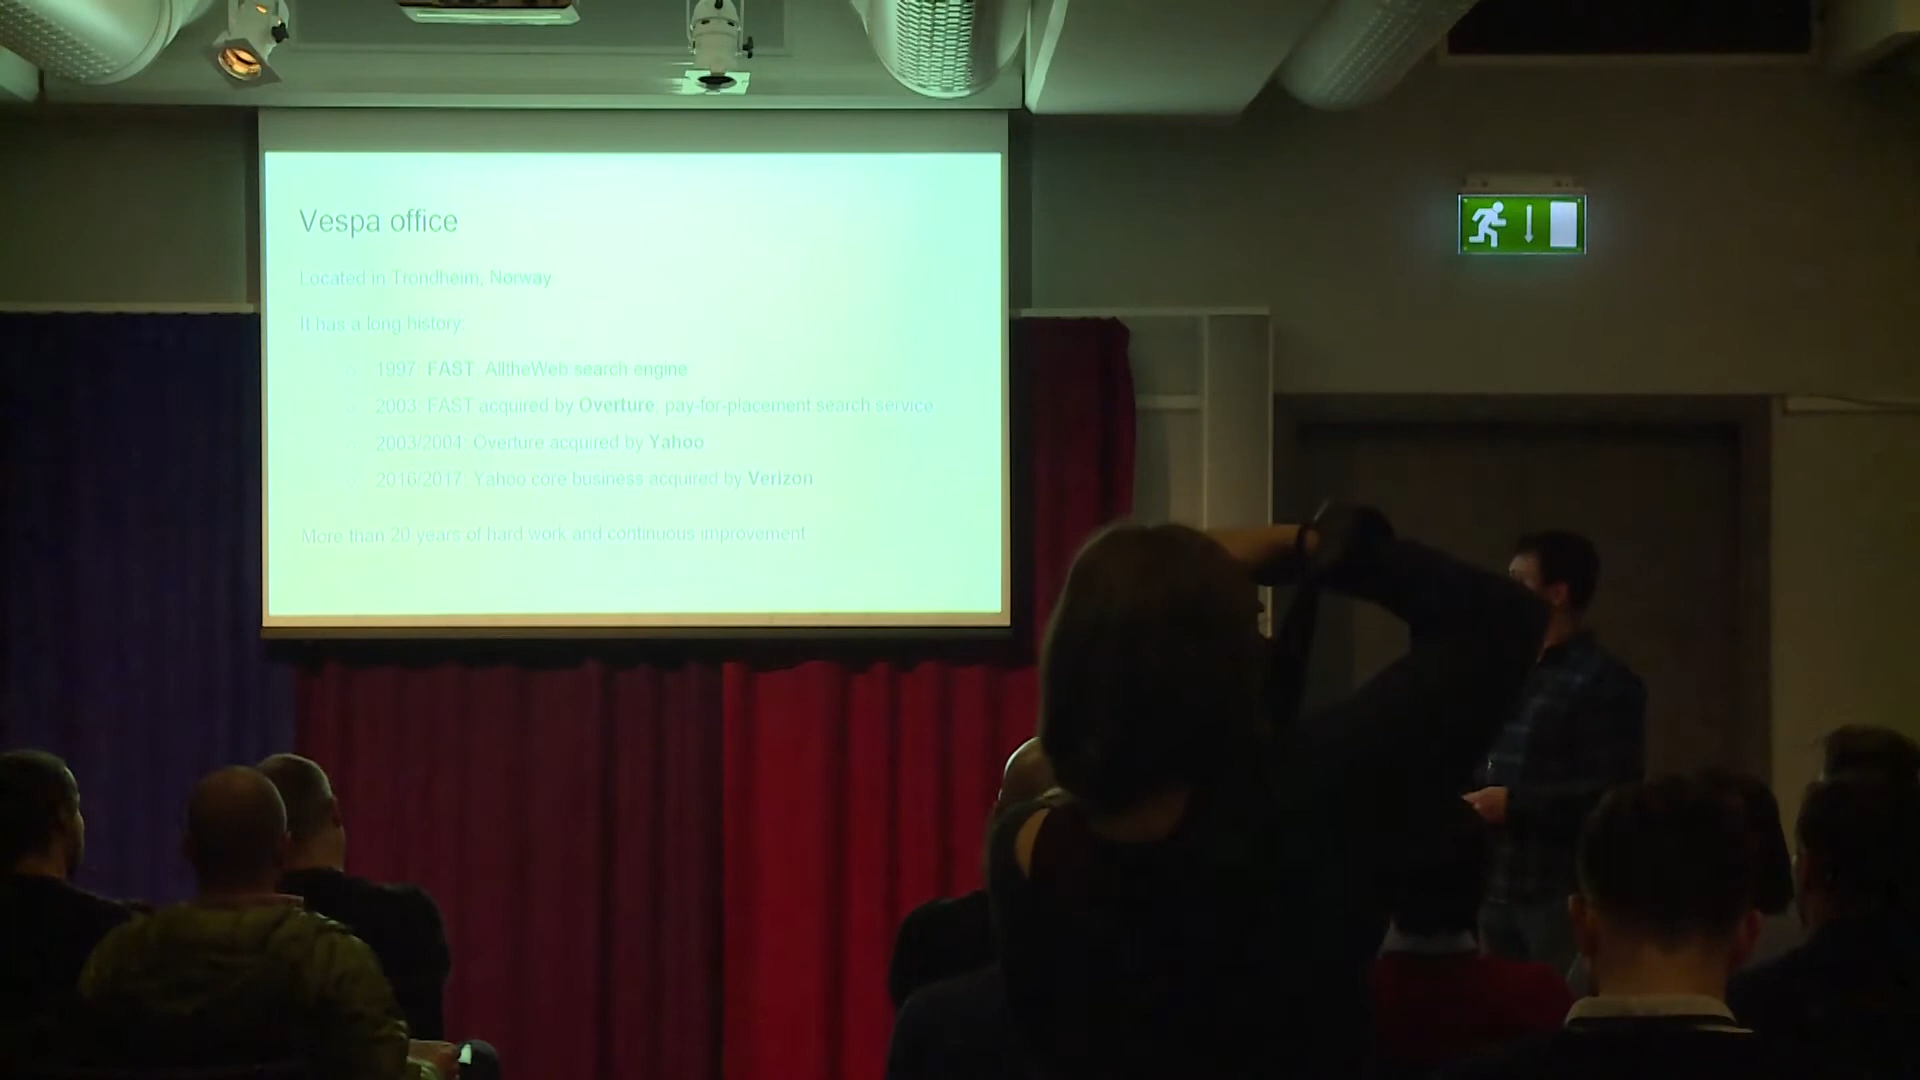 Vespa office
Located in Trondheim, Norway
It has a long history:
1997: FAST, AlltheWeb search engine
2003: FAST acquired by Overture, pay-for-placement search service
2003/2004: Overture acquired by Yahoo
2016/2017: Yahoo core business acquired by Verizon
More than 20 years of hard work and continuous improvement